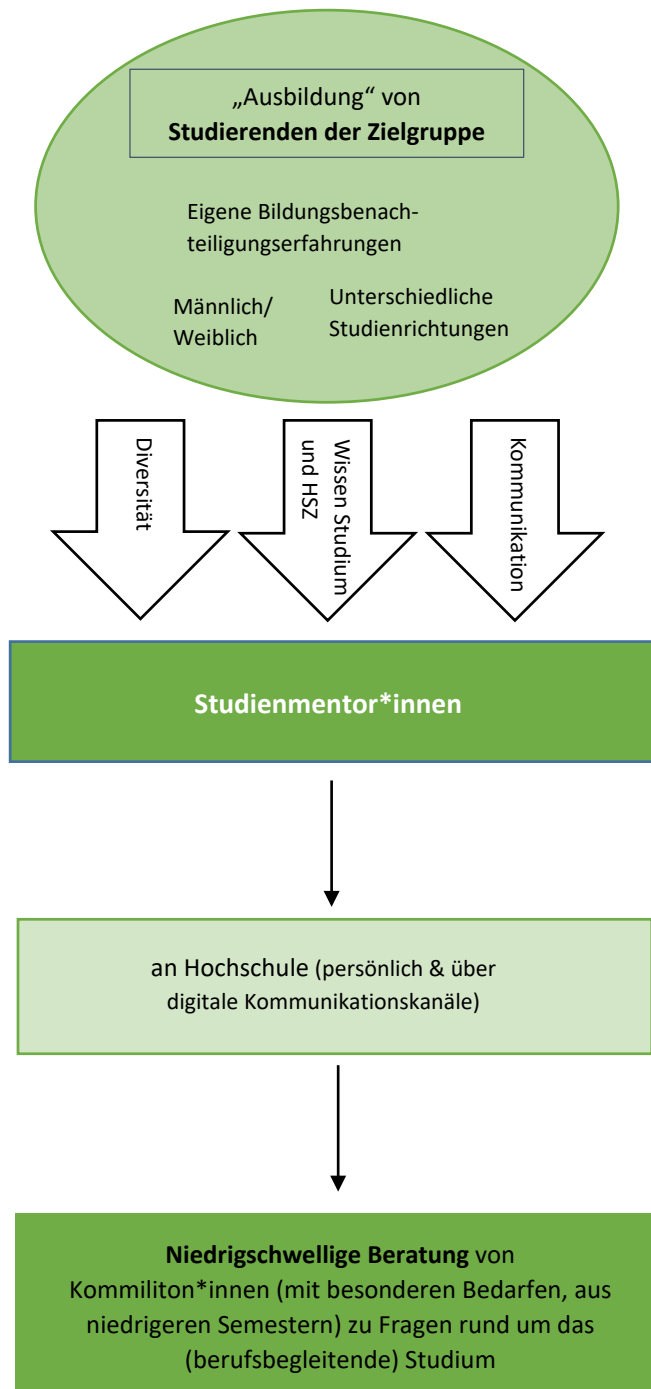 „Ausbildung“ von
Studierenden der Zielgruppe
Eigene Bildungsbenach-
teiligungserfahrungen
Männlich/
Weiblich
Unterschiedliche
Studienrichtungen
Diversität
Wissen Studium
und HSZ
Kommunikation
Studienmentor*innen
an Hochschule (persönlich & über
digitale Kommunikationskanäle)
Niedrigschwellige Beratung von
Kommiliton*innen (mit besonderen Bedarfen, aus
niedrigeren Semestern) zu Fragen rund um das
(berufsbegleitende) Studium